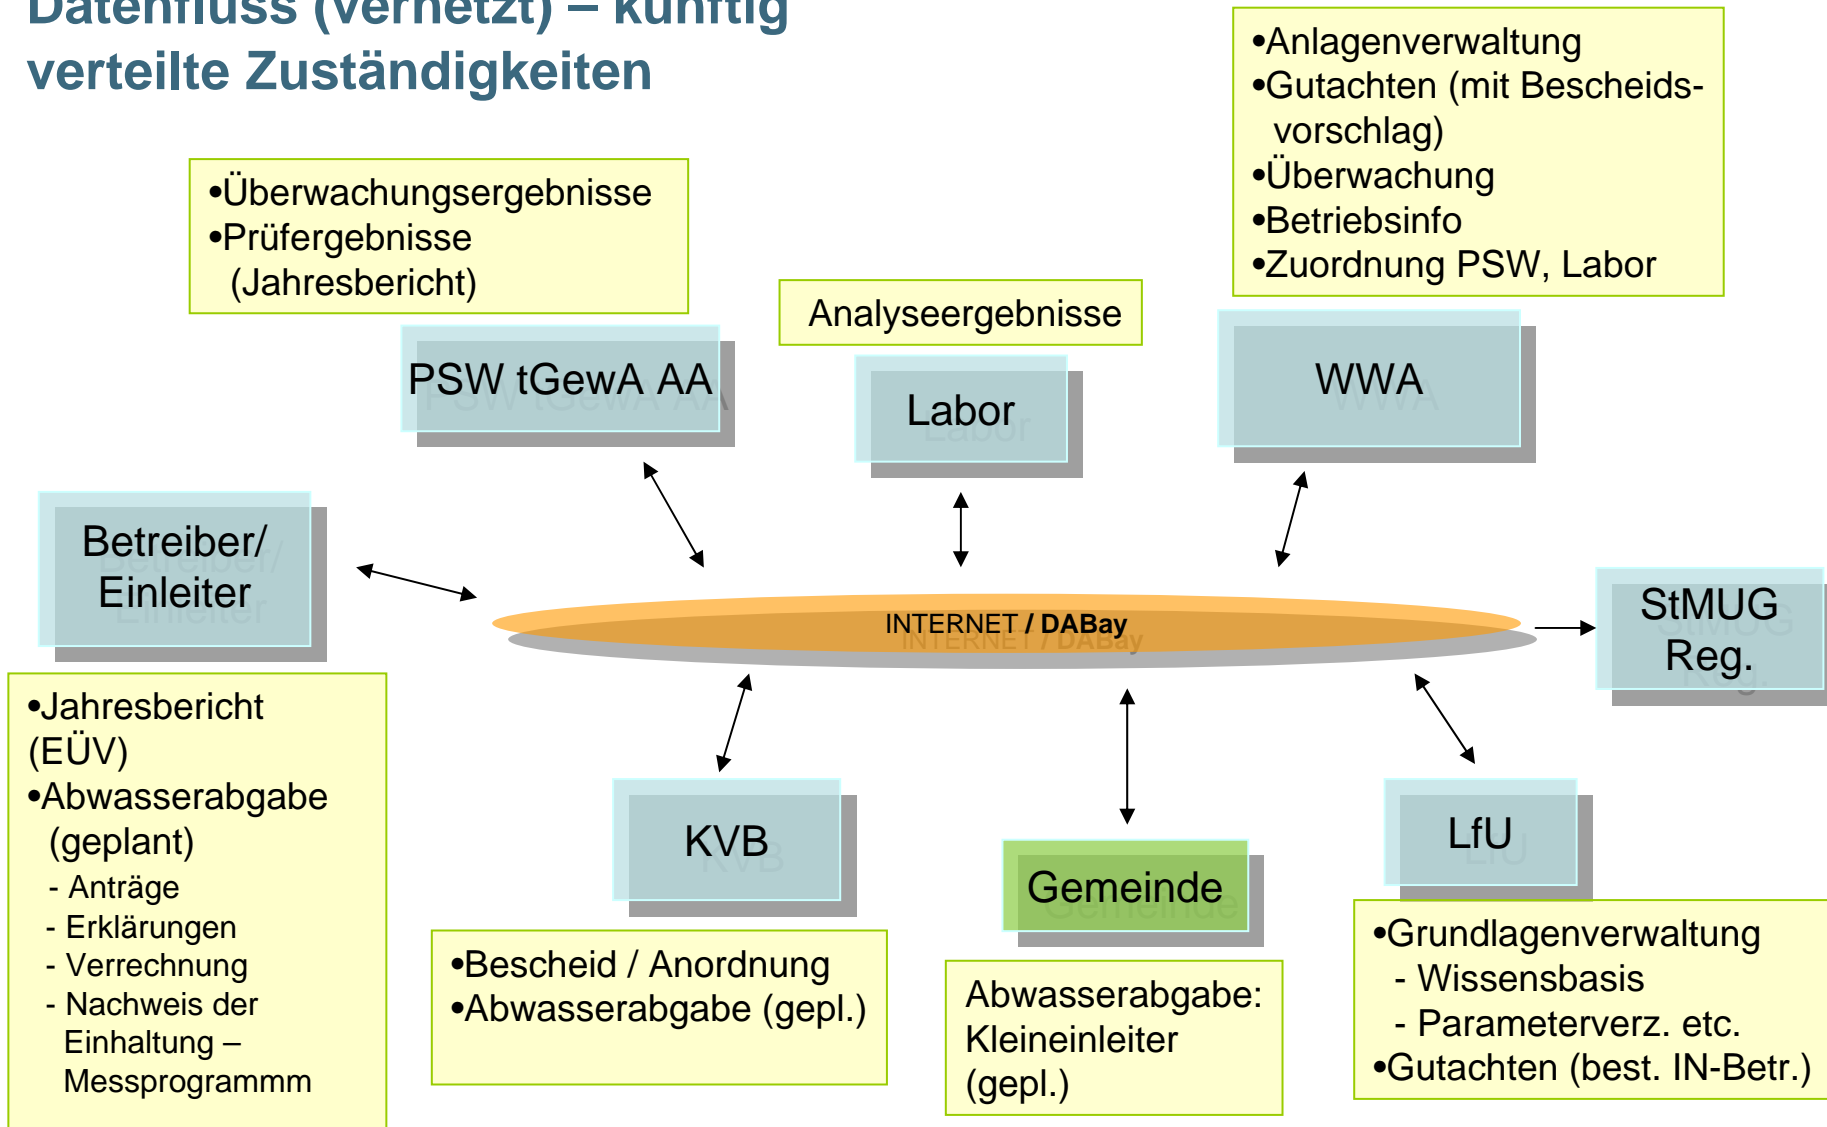 Datenfluss (vernetzt) – künftig
verteilte Zuständigkeiten
•Anlagenverwaltung
•Gutachten (mit Bescheids-
vorschlag)
•Überwachung
•Betriebsinfo
•Zuordnung PSW, Labor
•Überwachungsergebnisse
•Prüfergebnisse
(Jahresbericht)
Analyseergebnisse
PSW tGewA AA
Labor
WWA
Betreiber/
Einleiter
INTERNET / DABay
StMUG
Reg.
•Jahresbericht
(EÜV)
•Abwasserabgabe
(geplant)
- Anträge
- Erklärungen
- Verrechnung
- Nachweis der
Einhaltung –
Messprogrammm
KVB
•Bescheid / Anordnung
•Abwasserabgabe (gepl.)
Gemeinde
Abwasserabgabe:
Kleineinleiter
(gepl.)
LfU
•Grundlagenverwaltung
- Wissensbasis
- Parameterverz. etc.
•Gutachten (best. IN-Betr.)